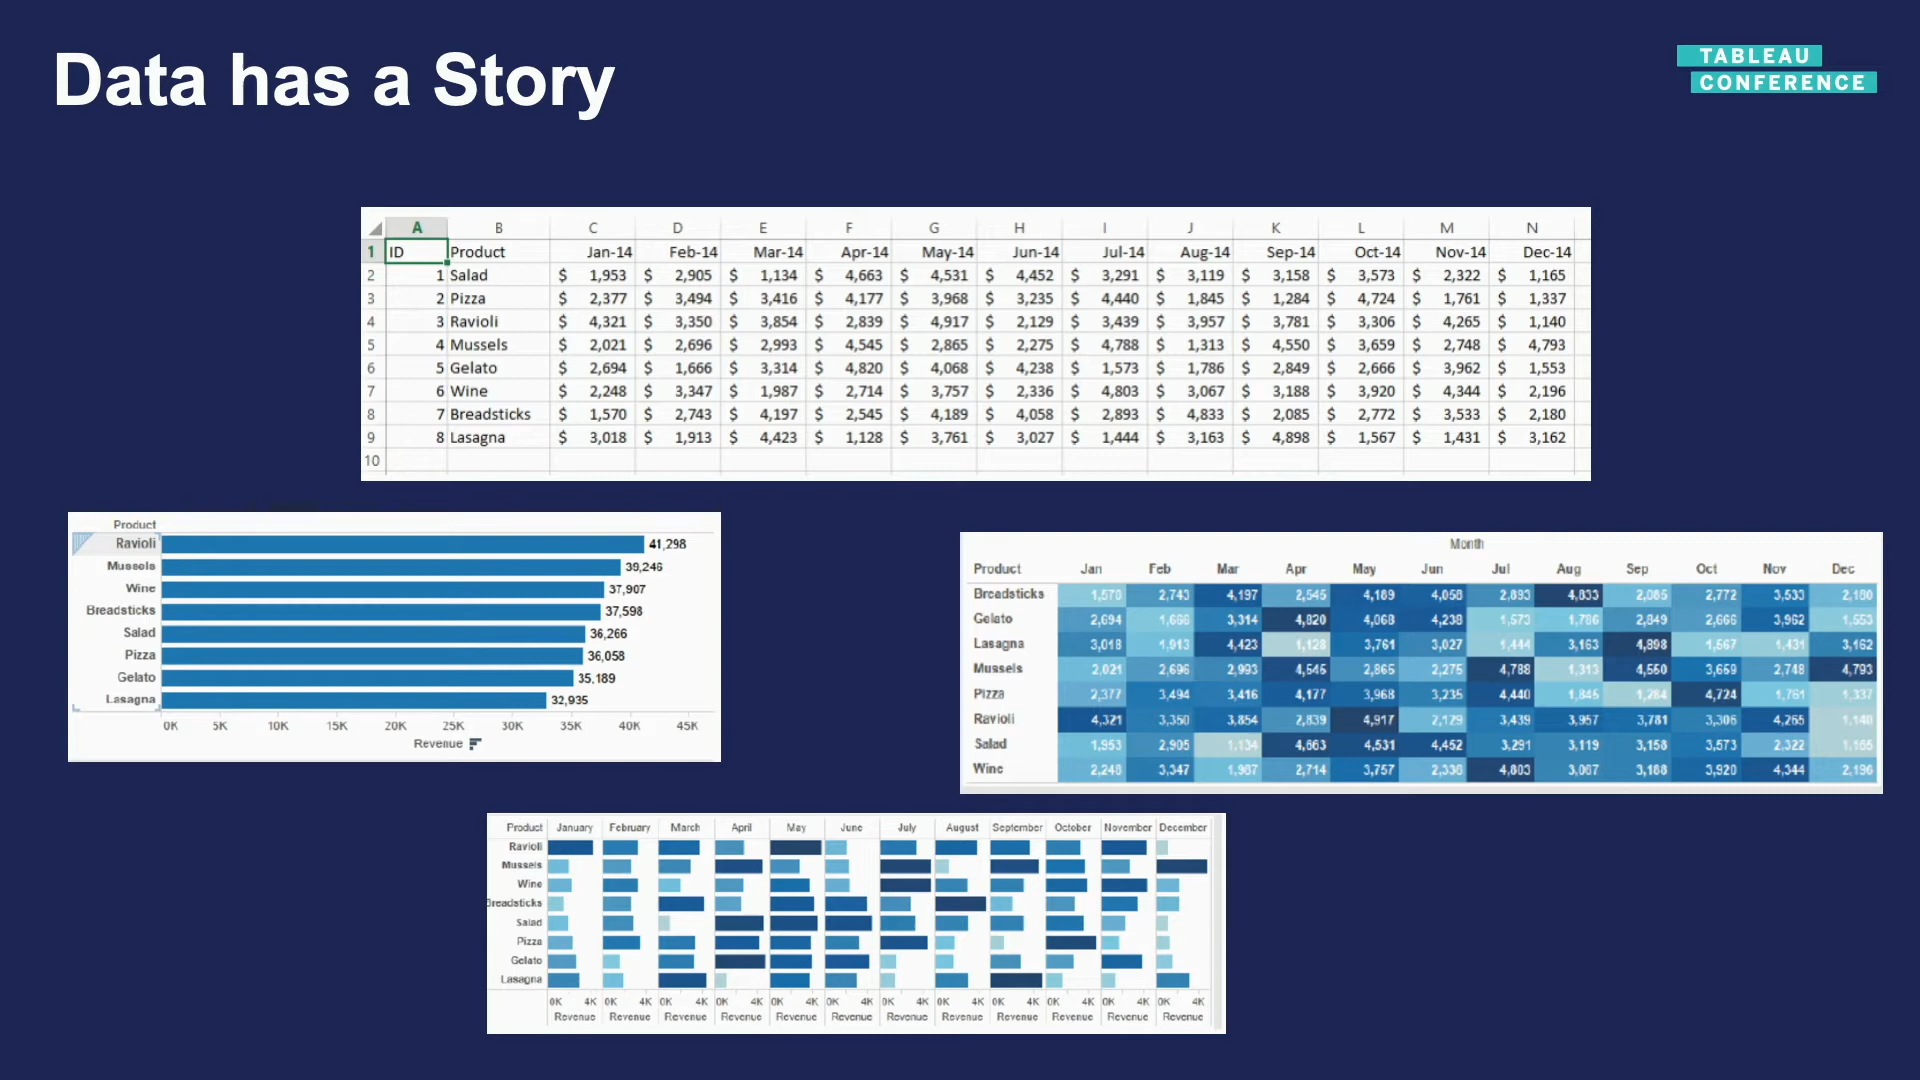 Data has a Story
TABLEAU
CONFERENCE
A B C D E F G H I J K L M N
1 ID Product Jan-14 Feb-14 Mar-14 Apr-14 May-14 Jun-14 Jul-14 Aug-14 Sep-14 Oct-14 Nov-14 Dec-14
2 1 Salad $ 1,953 $ 2,905 $ 1,134 $ 4,663 $ 4,531 $ 4,452 $ 3,291 $ 3,119 $ 3,158 $ 3,573 $ 2,322 $ 1,165
3 2 Pizza $ 2,377 $ 3,494 $ 3,416 $ 4,177 $ 3,968 $ 3,235 $ 4,440 $ 1,845 $ 1,284 $ 4,724 $ 1,761 $ 1,337
4 3 Ravioli $ 4,321 $ 3,350 $ 3,854 $ 2,839 $ 4,917 $ 2,129 $ 3,439 $ 3,957 $ 3,781 $ 3,306 $ 4,265 $ 1,140
5 4 Mussels $ 2,021 $ 2,696 $ 2,993 $ 4,545 $ 2,865 $ 2,275 $ 4,788 $ 1,313 $ 4,550 $ 3,659 $ 2,748 $ 4,793
6 5 Gelato $ 2,694 $ 1,666 $ 3,314 $ 4,820 $ 4,068 $ 4,238 $ 1,573 $ 1,786 $ 2,849 $ 2,666 $ 3,962 $ 1,553
7 6 Wine $ 2,248 $ 3,347 $ 1,987 $ 2,714 $ 3,757 $ 2,336 $ 4,803 $ 3,067 $ 3,188 $ 3,920 $ 4,344 $ 2,196
8 7 Breadsticks $ 1,570 $ 2,743 $ 4,197 $ 2,545 $ 4,189 $ 4,058 $ 2,893 $ 4,833 $ 2,085 $ 2,772 $ 3,533 $ 2,180
9 8 Lasagna $ 3,018 $ 1,913 $ 4,423 $ 1,128 $ 3,761 $ 3,027 $ 1,444 $ 3,163 $ 4,898 $ 1,567 $ 1,431 $ 3,162
10
Product
Ravioli 41,298
Mussels 39,246
Wine 37,907
Breadsticks 37,598
Salad 36,266
Pizza 36,058
Gelato 35,189
Lasagna 32,935
0K 5K 10K 15K 20K 25K 30K 35K 40K 45K
Revenue
Month
Product Jan Feb Mar Apr May Jun Jul Aug Sep Oct Nov Dec
Breadsticks 1,570 2,743 4,197 2,545 4,189 4,058 2,893 4,833 2,085 2,772 3,533 2,180
Gelato 2,694 1,666 3,314 4,820 4,068 4,238 1,573 1,786 2,849 2,666 3,962 1,553
Lasagna 3,018 1,913 4,423 1,128 3,761 3,027 1,444 3,163 4,898 1,567 1,431 3,162
Mussels 2,021 2,696 2,993 4,545 2,865 2,275 4,788 1,313 4,550 3,659 2,748 4,793
Pizza 2,377 3,494 3,416 4,177 3,968 3,235 4,440 1,845 1,284 4,724 1,761 1,337
Ravioli 4,321 3,350 3,854 2,839 4,917 2,129 3,439 3,957 3,781 3,306 4,265 1,140
Salad 1,953 2,905 1,134 4,663 4,531 4,452 3,291 3,119 3,158 3,573 2,322 1,165
Wine 2,248 3,347 1,987 2,714 3,757 2,336 4,803 3,067 3,188 3,920 4,344 2,196
Product January February March April May June July August September October November December
Ravioli
Mussels
Wine
Breadsticks
Salad
Pizza
Gelato
Lasagna
0K 4K 0K 4K 0K 4K 0K 4K 0K 4K 0K 4K 0K 4K 0K 4K 0K 4K 0K 4K 0K 4K 0K 4K
Revenue Revenue Revenue Revenue Revenue Revenue Revenue Revenue Revenue Revenue Revenue Revenue